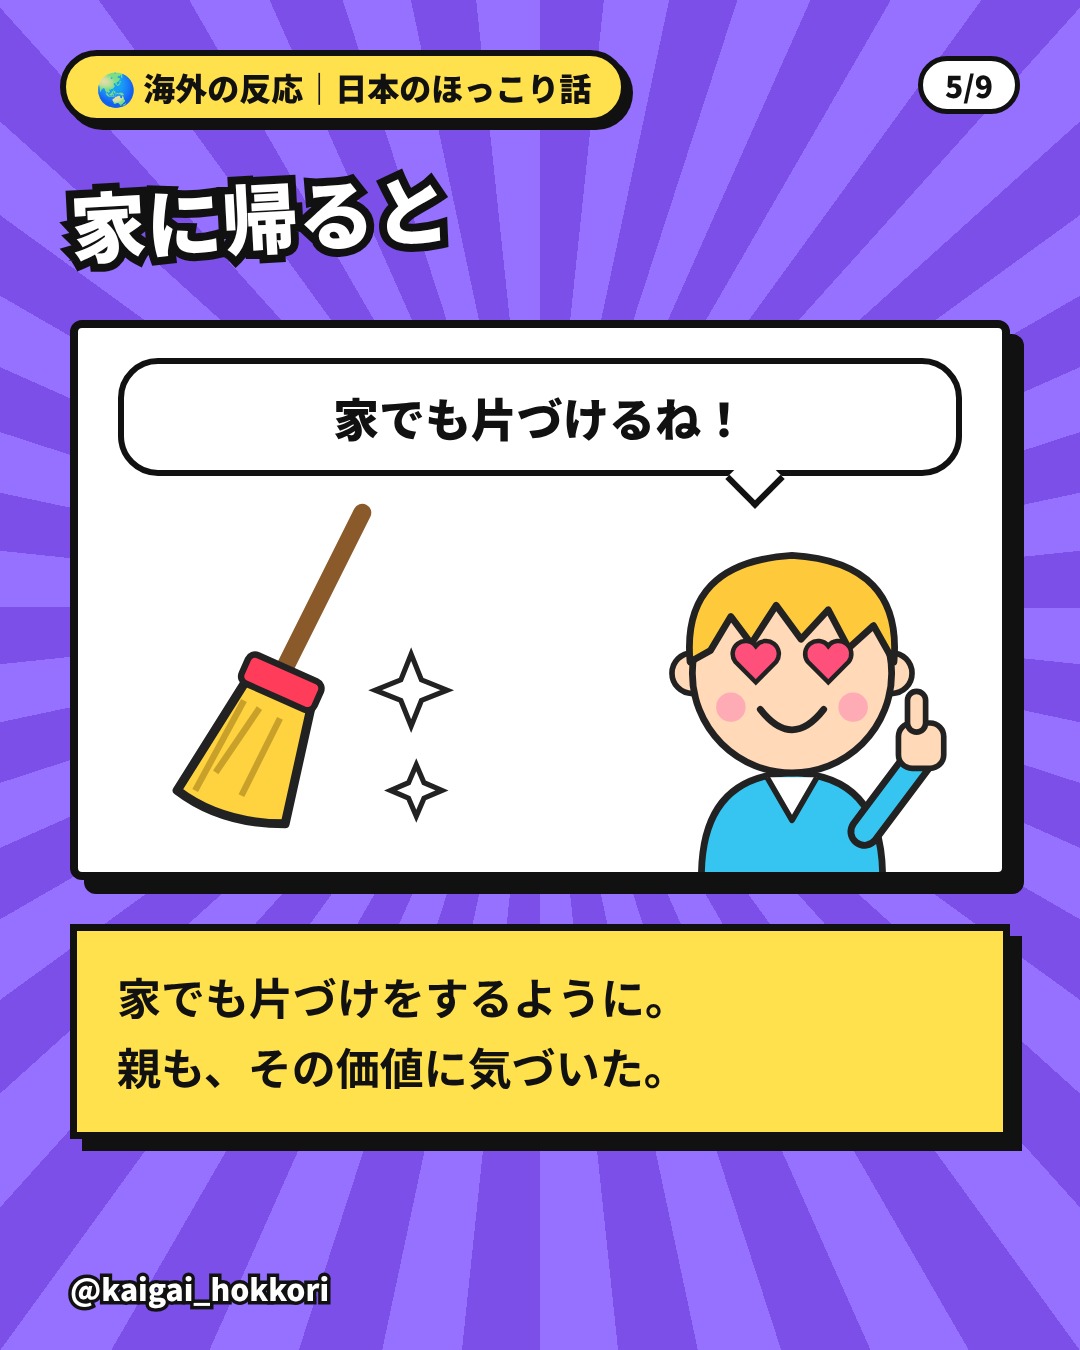 🌏 海外の反応｜日本のほっこり話
5/9
家に帰ると
家でも片づけるね！
家でも片づけをするように。
親も、その価値に気づいた。
@kaigai_hokkori